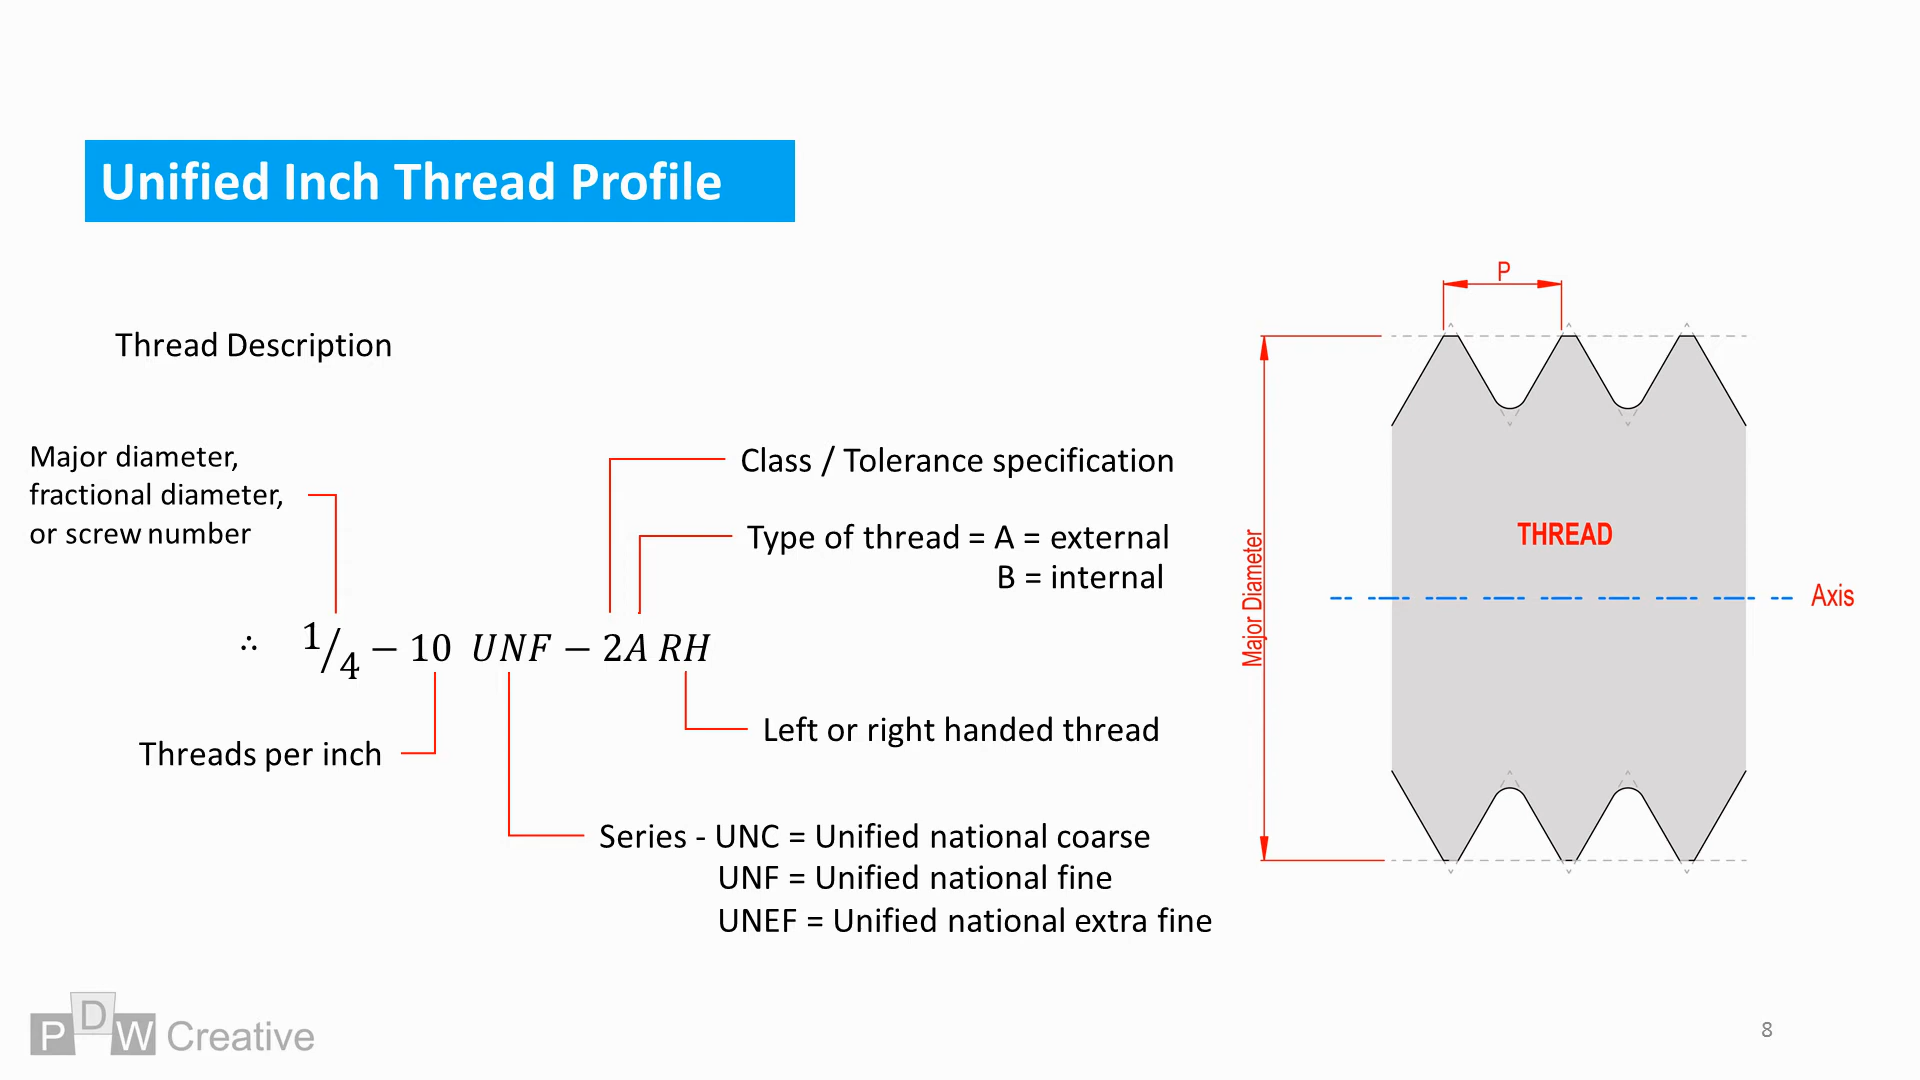 Unified Inch Thread Profile
Thread Description
Major diameter,
fractional diameter,
or screw number
Class / Tolerance specification
Type of thread = A = external
B = internal
∴ 1/4 − 10 UNF − 2A RH
Left or right handed thread
Threads per inch
Series - UNC = Unified national coarse
UNF = Unified national fine
UNEF = Unified national extra fine
P
Major Diameter
THREAD
Axis
PDW Creative
8